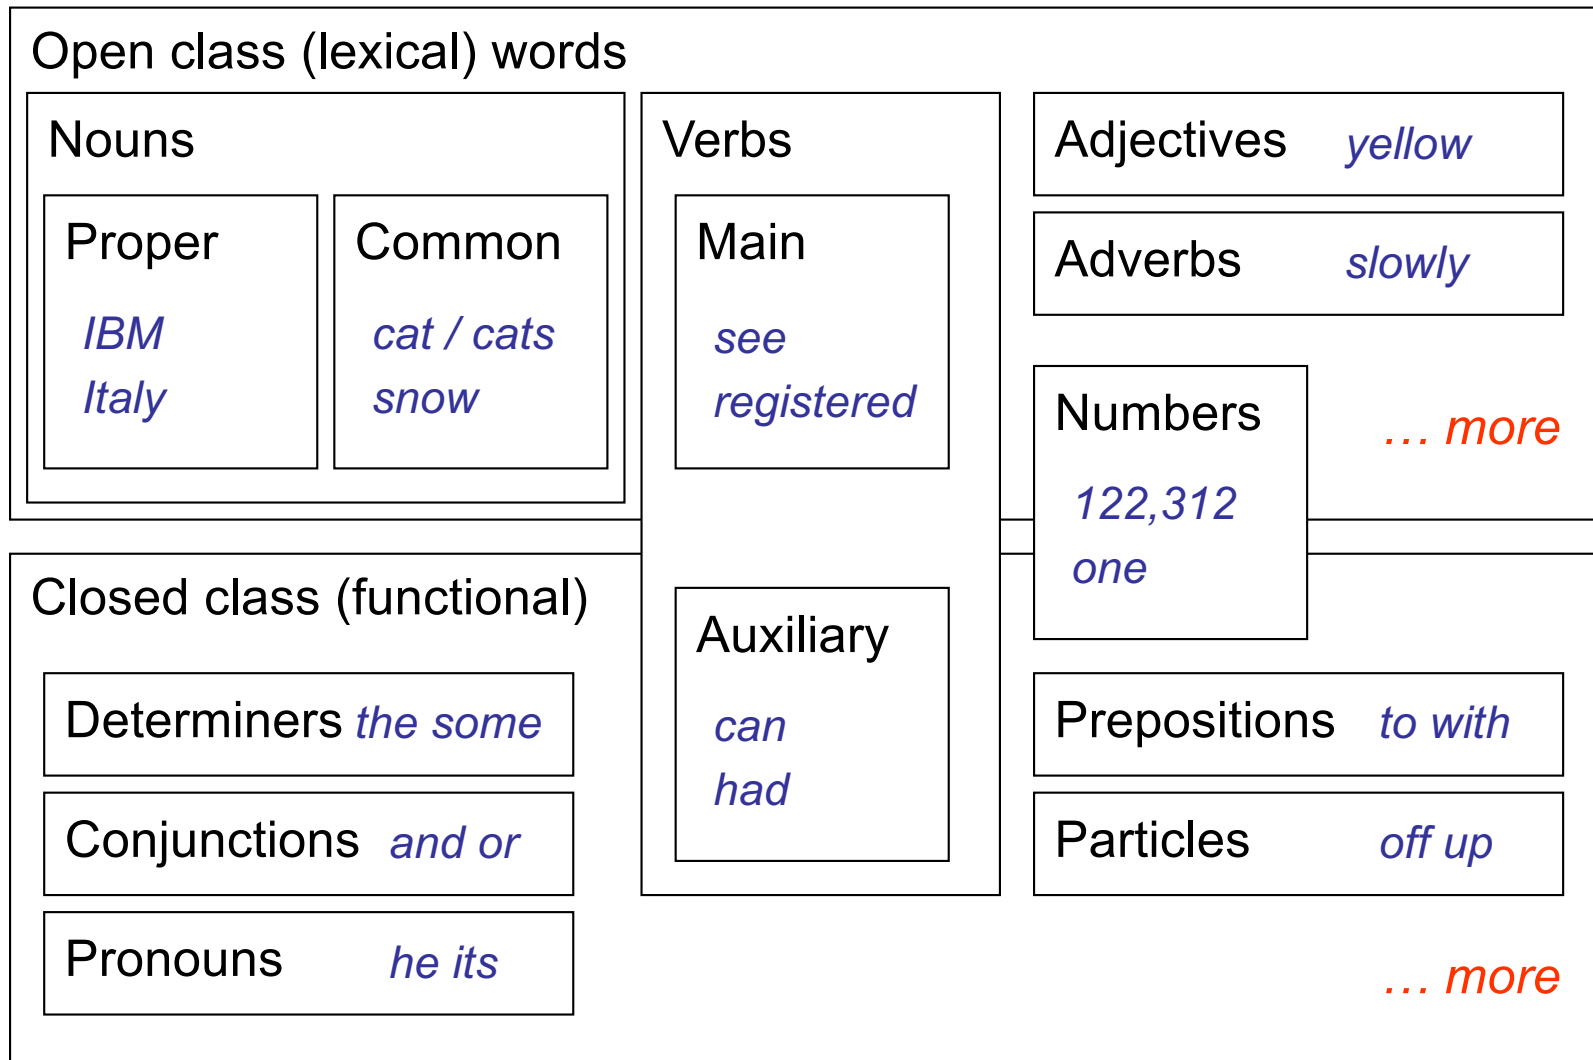 Open class (lexical) words
Nouns
Proper
IBM
Italy
Common
cat / cats
snow
Verbs
Main
see
registered
Adjectives yellow
Adverbs slowly
Numbers
122,312
one
… more
Closed class (functional)
Determiners the some
Conjunctions and or
Pronouns he its
Auxiliary
can
had
Prepositions to with
Particles off up
… more